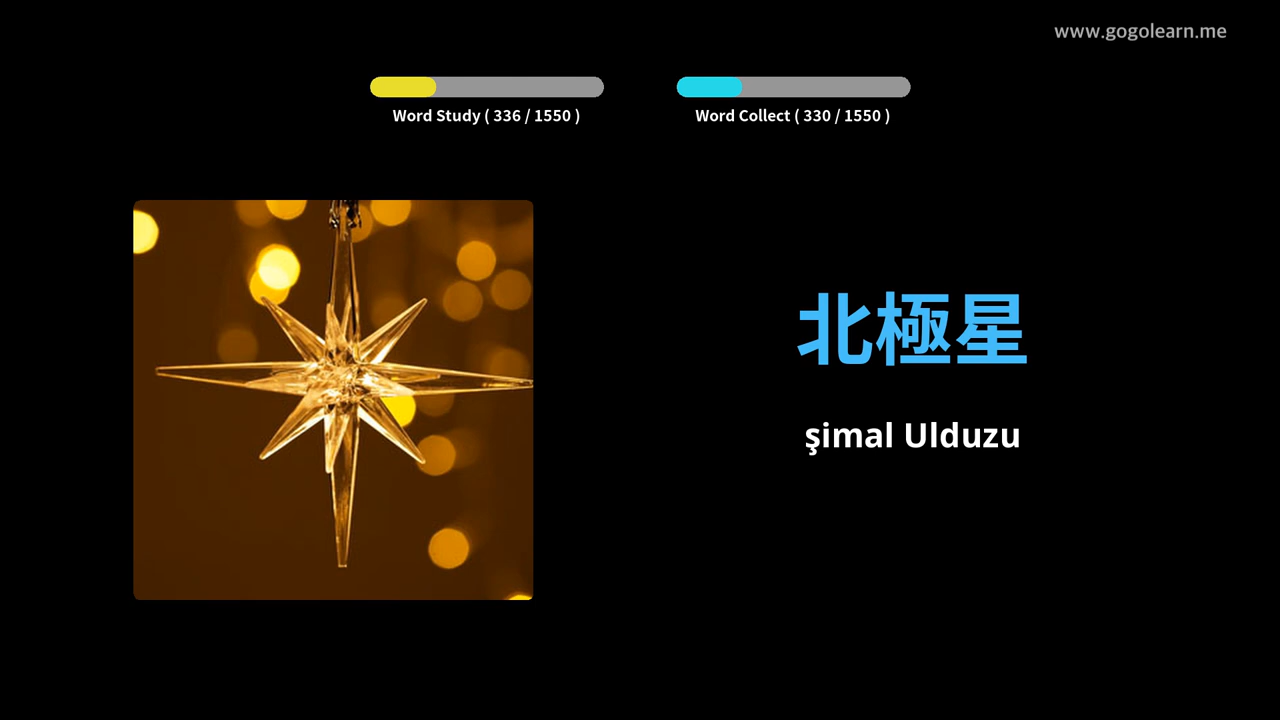 www.gogolearn.me
Word Study ( 336 / 1550 )
Word Collect ( 330 / 1550 )
北極星
şimal Ulduzu